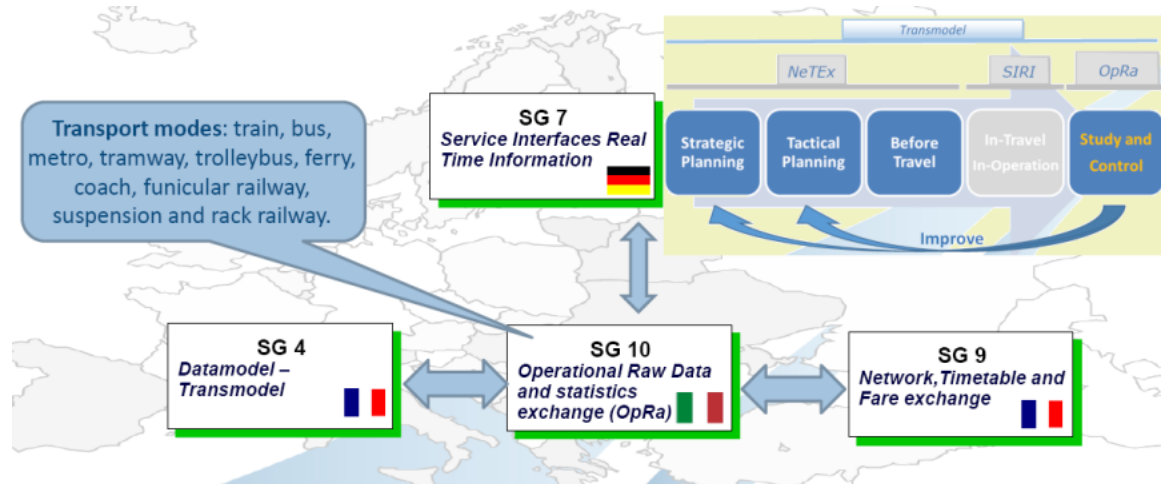 Transmodel
NeTEx
SIRI
OpRa
Strategic
Planning
Tactical
Planning
Before
Travel
In-Travel
In-Operation
Study and
Control
Improve
SG 7
Service Interfaces Real
Time Information
Transport modes: train, bus,
metro, tramway, trolleybus, ferry,
coach, funicular railway,
suspension and rack railway.
SG 4
Datamodel –
Transmodel
SG 10
Operational Raw Data
and statistics
exchange (OpRa)
SG 9
Network,Timetable and
Fare exchange